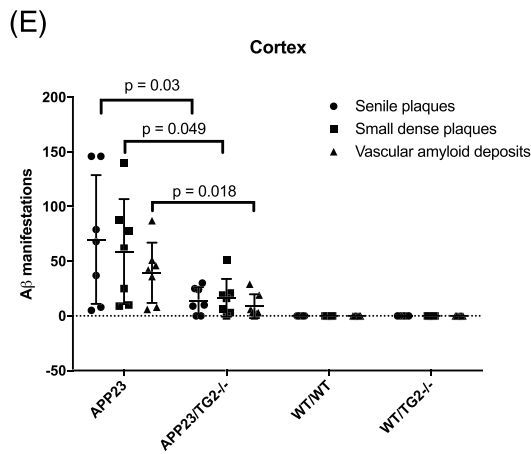 (E)
Cortex
Aβ manifestations
200
150
100
50
0
-50
p = 0.03
p = 0.049
p = 0.018
Senile plaques
Small dense plaques
Vascular amyloid deposits
APP23
APP23/TG2-/-
WT/WT
WT/TG2-/-